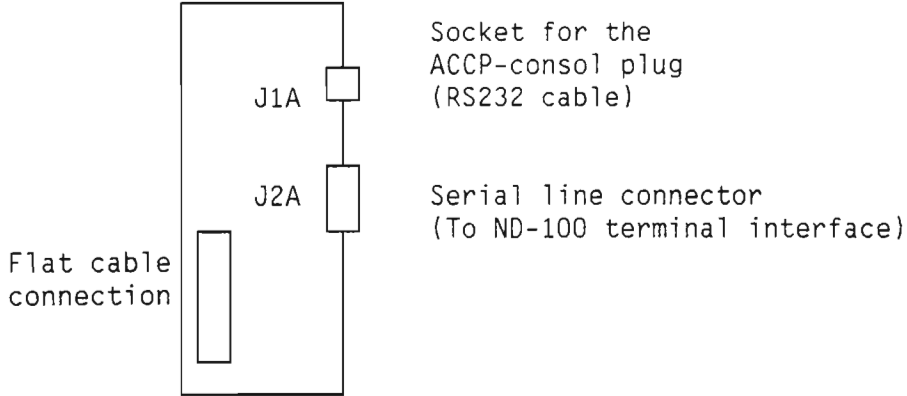 Socket for the
ACCP-consol plug
(RS232 cable)
J1A
J2A
Serial line connector
(To ND-100 terminal interface)
Flat cable
connection